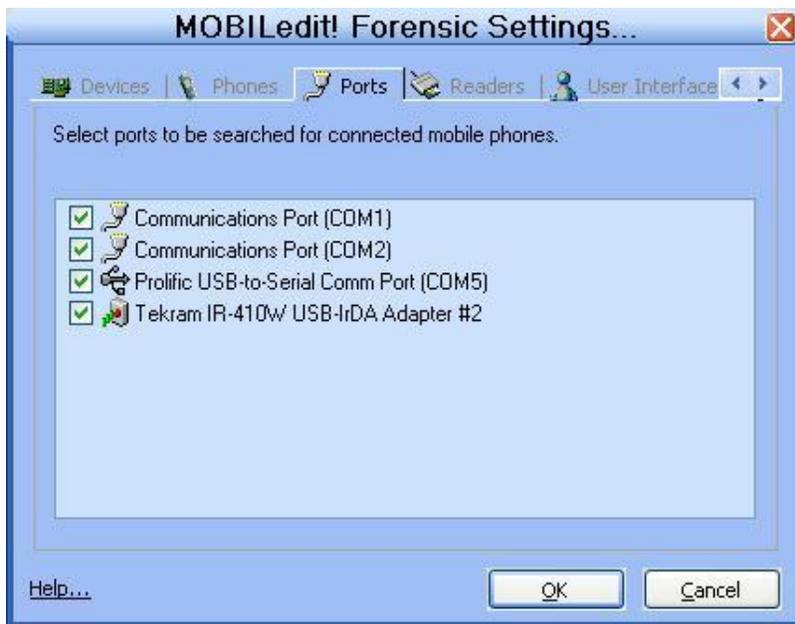 MOBILedit! Forensic Settings...
Devices | Phones Ports Readers | User Interface
Select ports to be searched for connected mobile phones.
Communications Port (COM1)
Communications Port (COM2)
Prolific USB-to-Serial Comm Port (COM5)
Tekram IR-410W USB-IrDA Adapter #2
Help... OK Cancel